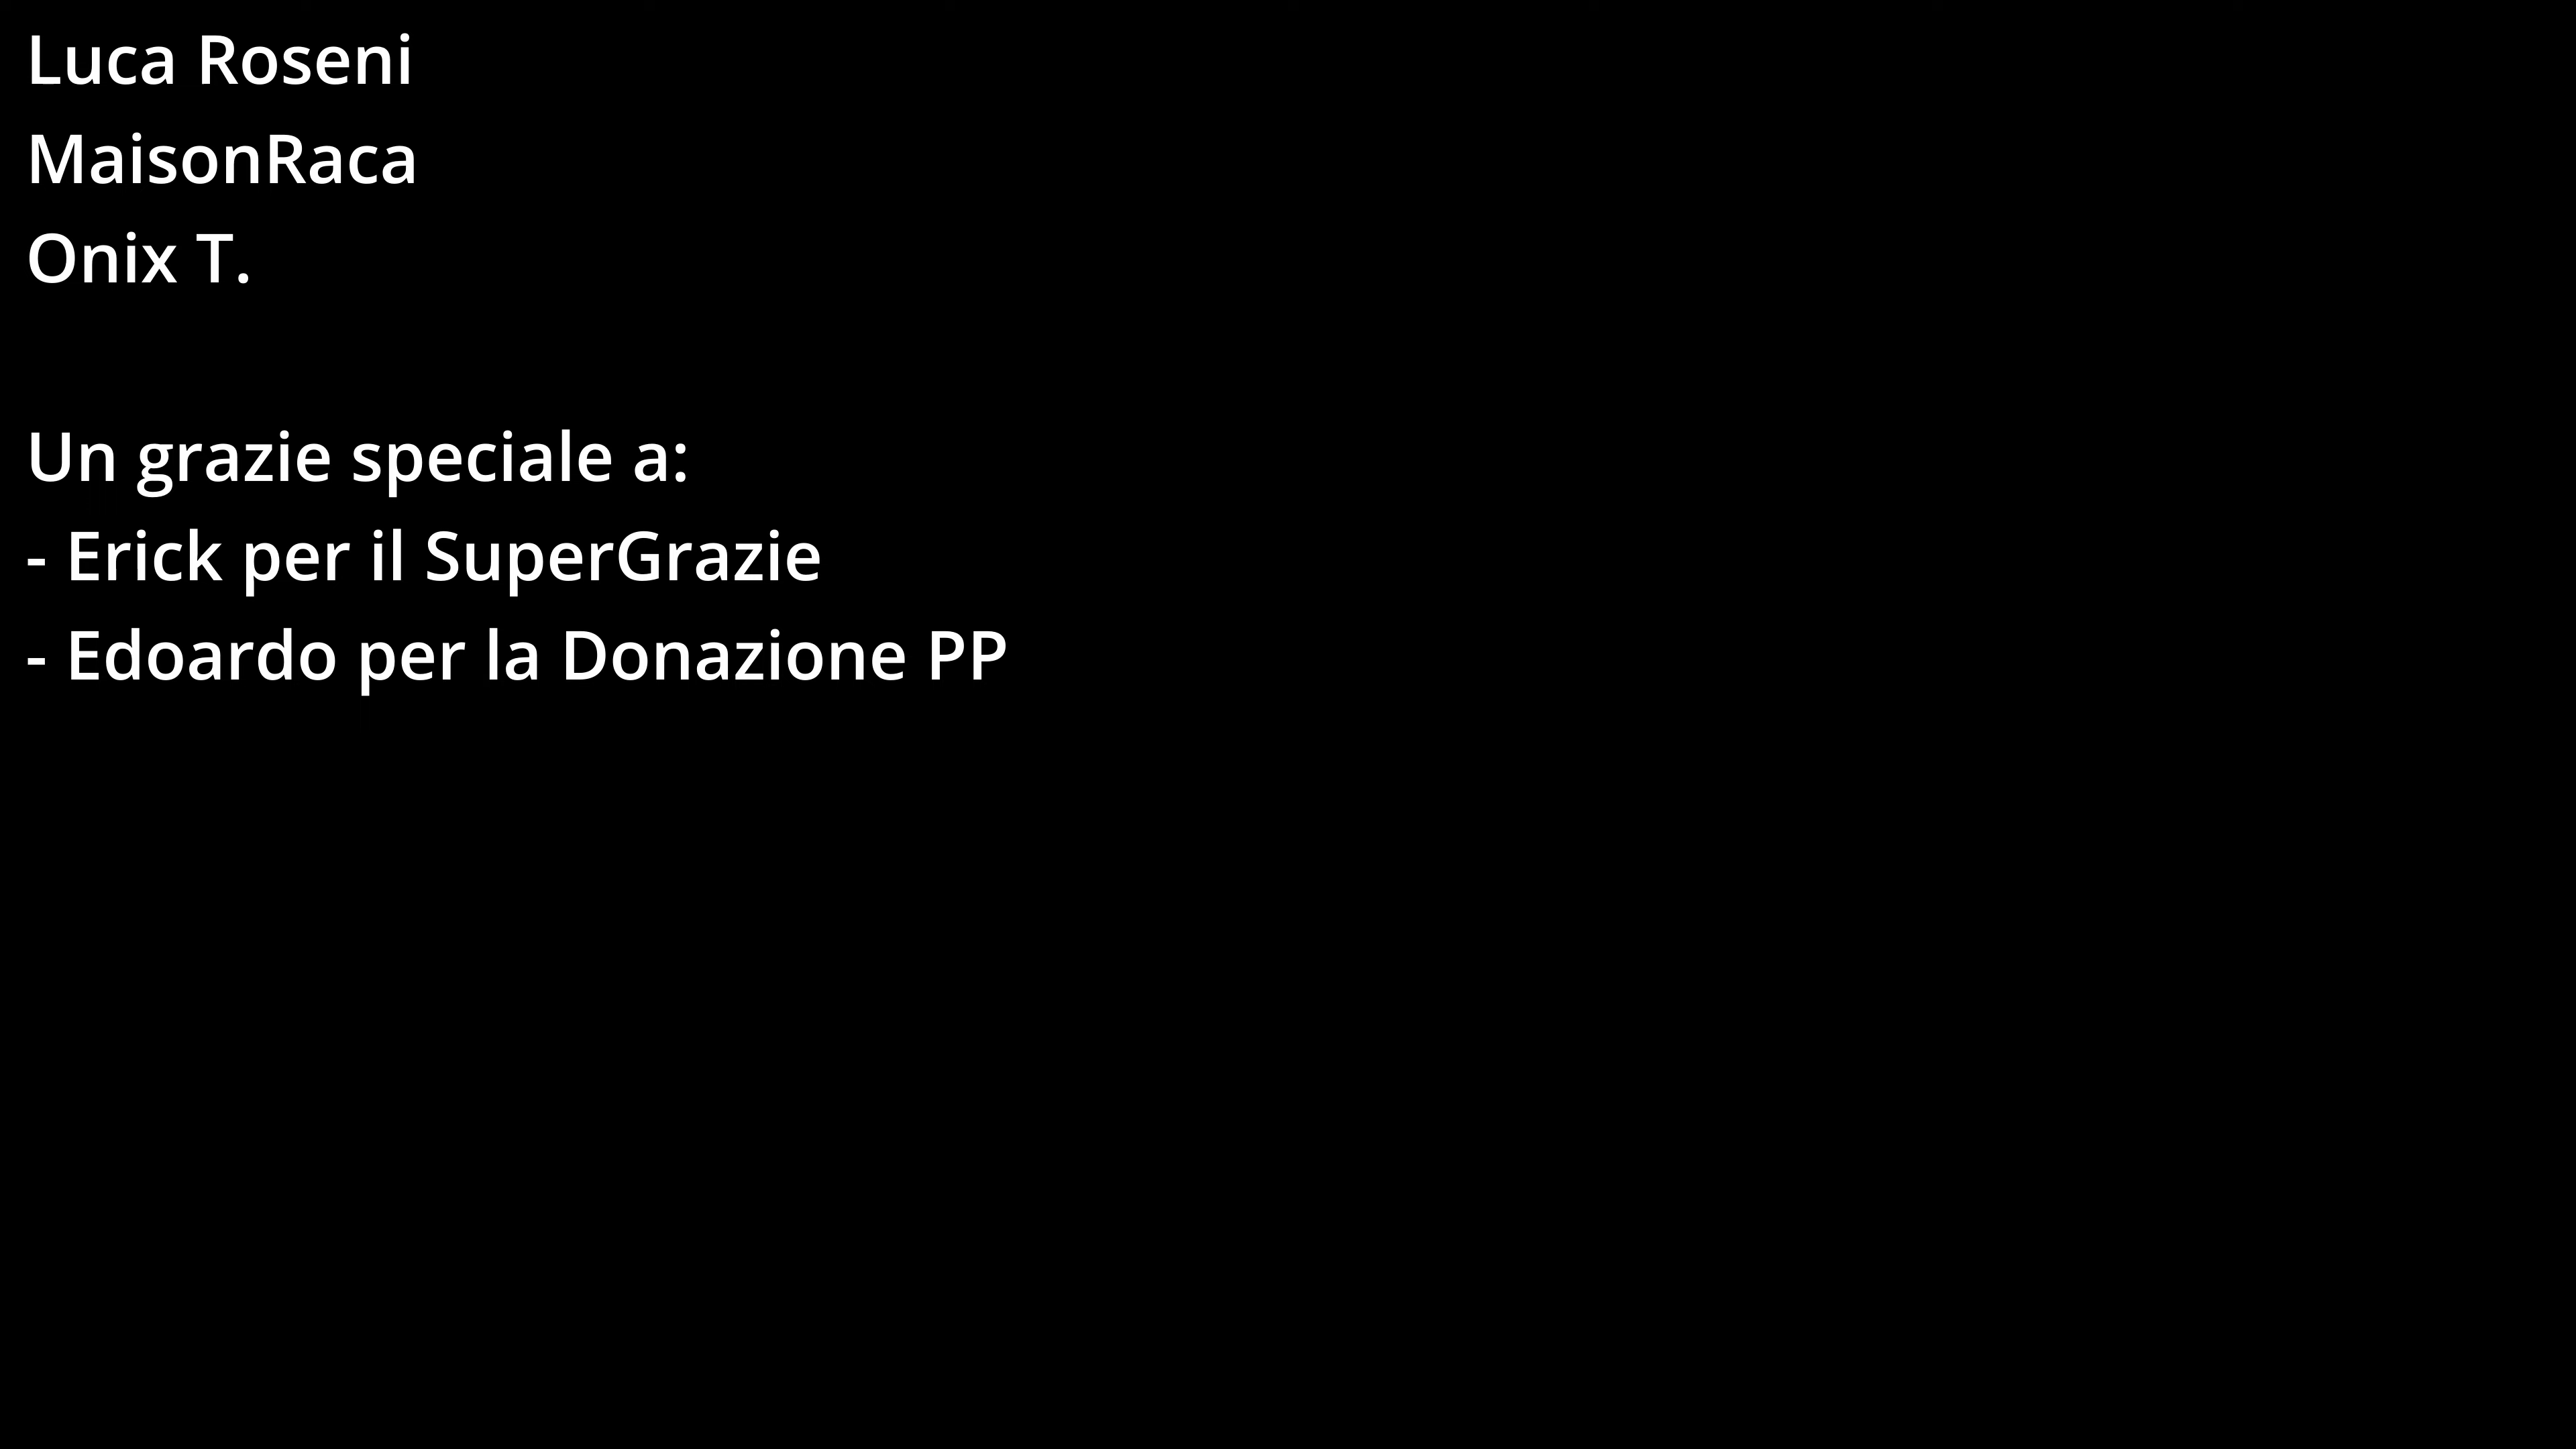 Luca Roseni
MaisonRaca
Onix T.
Un grazie speciale a:
- Erick per il SuperGrazie
- Edoardo per la Donazione PP